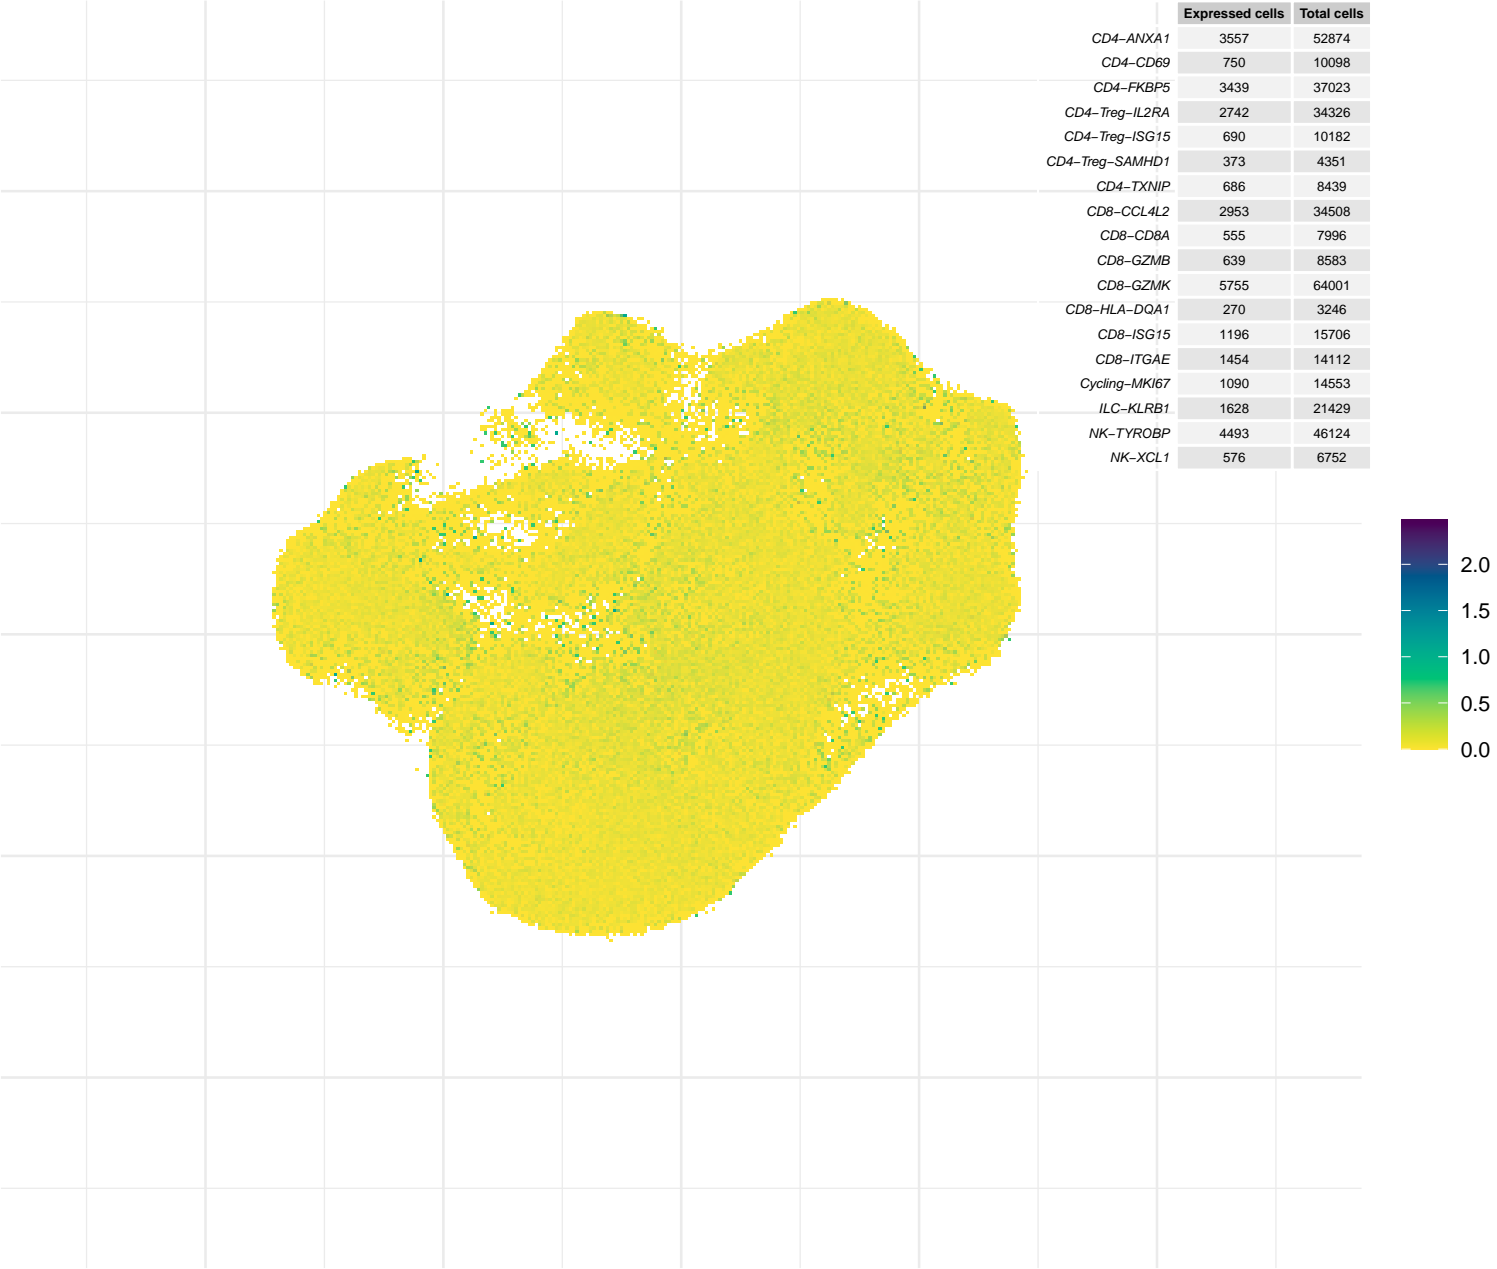 Expressed cells Total cells
CD4−ANXA1 3557 52874
CD4−CD69 750 10098
CD4−FKBP5 3439 37023
CD4−Treg−IL2RA 2742 34326
CD4−Treg−ISG15 690 10182
CD4−Treg−SAMHD1 373 4351
CD4−TXNIP 686 8439
CD8−CCL4L2 2953 34508
CD8−CD8A 555 7996
CD8−GZMB 639 8583
CD8−GZMK 5755 64001
CD8−HLA−DQA1 270 3246
CD8−ISG15 1196 15706
CD8−ITGAE 1454 14112
Cycling−MKI67 1090 14553
ILC−KLRB1 1628 21429
NK−TYROBP 4493 46124
NK−XCL1 576 6752
2.0
1.5
1.0
0.5
0.0